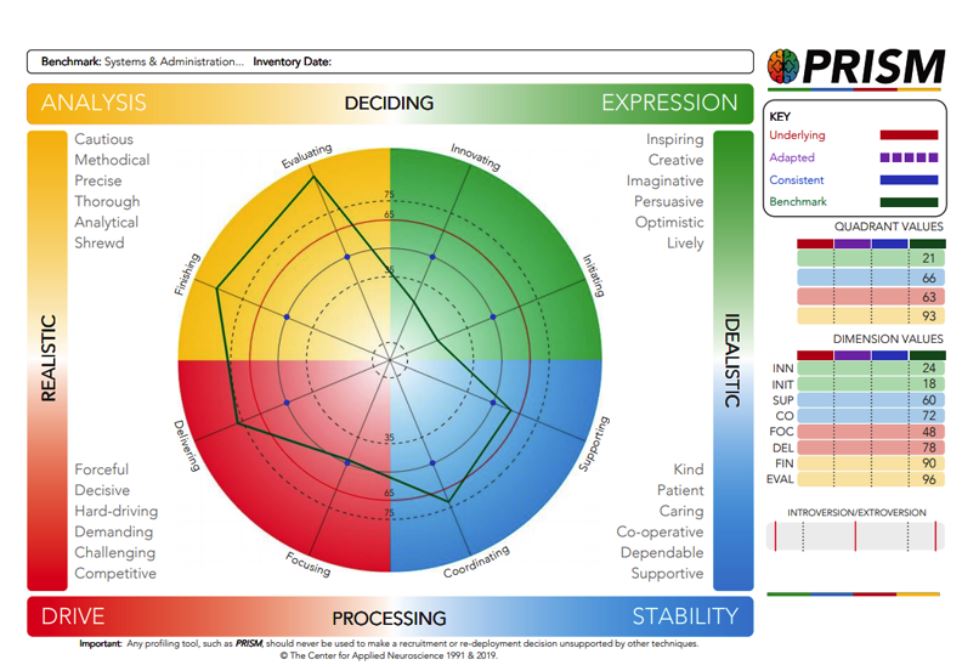 Benchmark: Systems & Administration... Inventory Date:
PRISM
ANALYSIS DECIDING EXPRESSION
REALISTIC
IDEALISTIC
Cautious
Methodical
Precise
Thorough
Analytical
Shrewd
Inspiring
Creative
Imaginative
Persuasive
Optimistic
Lively
Evaluating
Innovating
Finishing
Initiating
Delivering
Supporting
Focusing
Coordinating
75
65
35
35
65
75
Forceful
Decisive
Hard-driving
Demanding
Challenging
Competitive
Kind
Patient
Caring
Co-operative
Dependable
Supportive
DRIVE PROCESSING STABILITY
KEY
Underlying
Adapted
Consistent
Benchmark
QUADRANT VALUES
21
66
63
93
DIMENSION VALUES
INN 24
INIT 18
SUP 60
CO 72
FOC 48
DEL 78
FIN 90
EVAL 96
INTROVERSION/EXTROVERSION
Important: Any profiling tool, such as PRISM, should never be used to make a recruitment or re-deployment decision unsupported by other techniques.
© The Center for Applied Neuroscience 1991 & 2019.